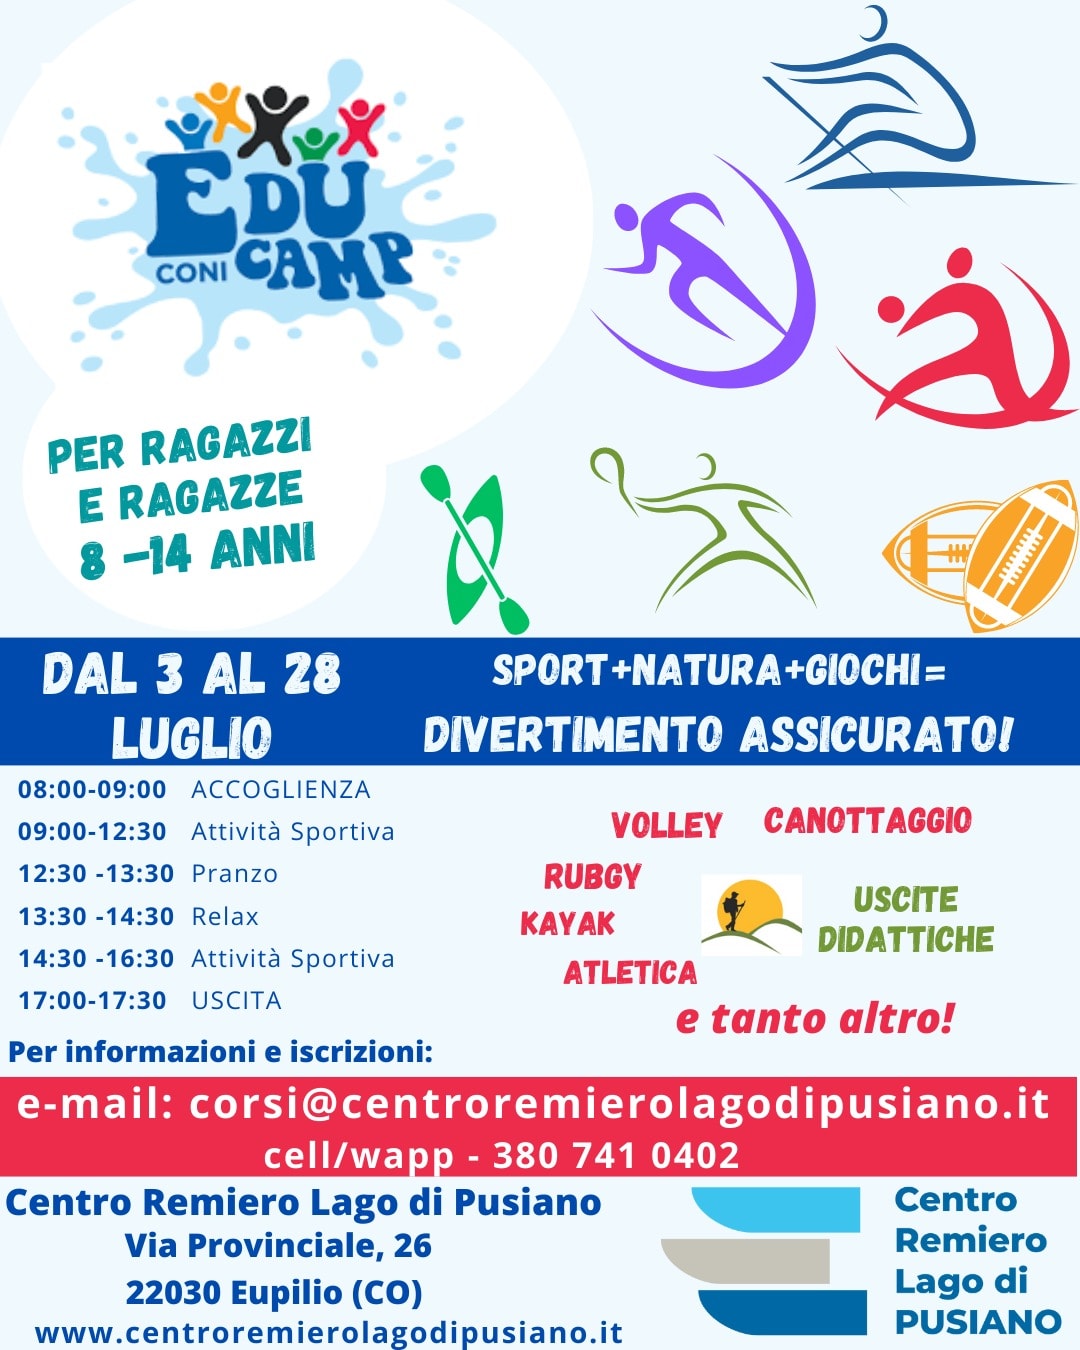 EDU
CONI CAMP
PER RAGAZZI
E RAGAZZE
8 -14 ANNI
DAL 3 AL 28
LUGLIO
SPORT+NATURA+GIOCHI=
DIVERTIMENTO ASSICURATO!
08:00-09:00 ACCOGLIENZA
09:00-12:30 Attività Sportiva
12:30 -13:30 Pranzo
13:30 -14:30 Relax
14:30 -16:30 Attività Sportiva
17:00-17:30 USCITA
VOLLEY CANOTTAGGIO
RUBGY
KAYAK
ATLETICA
USCITE
DIDATTICHE
e tanto altro!
Per informazioni e iscrizioni:
e-mail: corsi@centroremierolagodipusiano.it
cell/wapp - 380 741 0402
Centro Remiero Lago di Pusiano
Via Provinciale, 26
22030 Eupilio (CO)
www.centroremierolagodipusiano.it
Centro
Remiero
Lago di
PUSIANO